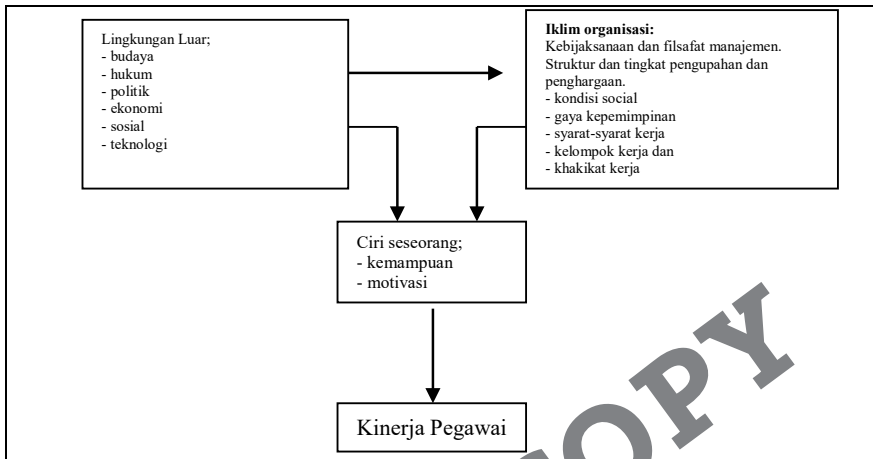 Lingkungan Luar;
- budaya
- hukum
- politik
- ekonomi
- sosial
- teknologi
Iklim organisasi:
Kebijaksanaan dan filsafat manajemen.
Struktur dan tingkat pengupahan dan
penghargaan.
- kondisi social
- gaya kepemimpinan
- syarat-syarat kerja
- kelompok kerja dan
- khakikat kerja
Ciri seseorang;
- kemampuan
- motivasi
Kinerja Pegawai
COPY